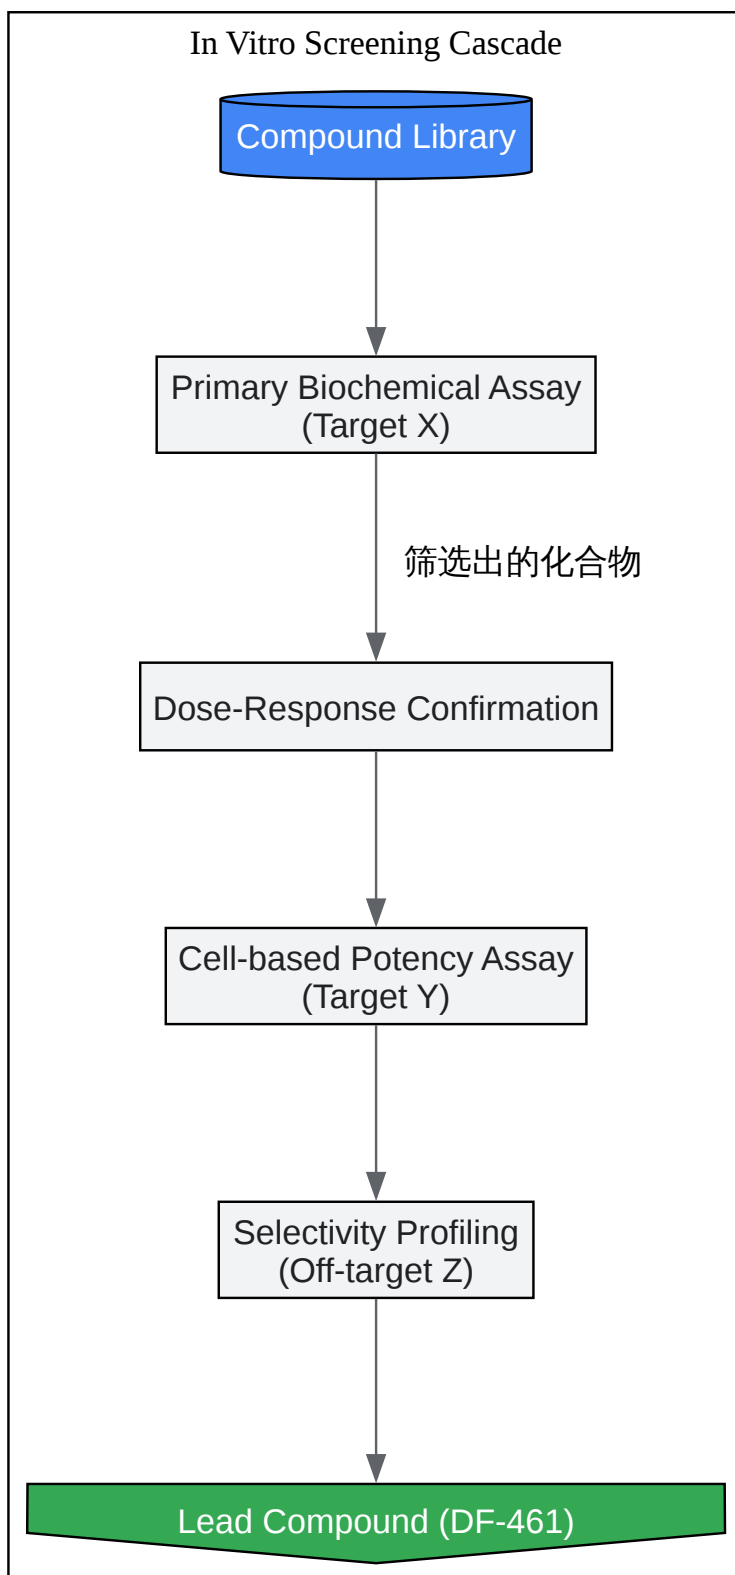 In Vitro Screening Cascade
Compound Library
Primary Biochemical Assay
(Target X)
筛选出的化合物
Dose-Response Confirmation
Cell-based Potency Assay
(Target Y)
Selectivity Profiling
(Off-target Z)
Lead Compound (DF-461)